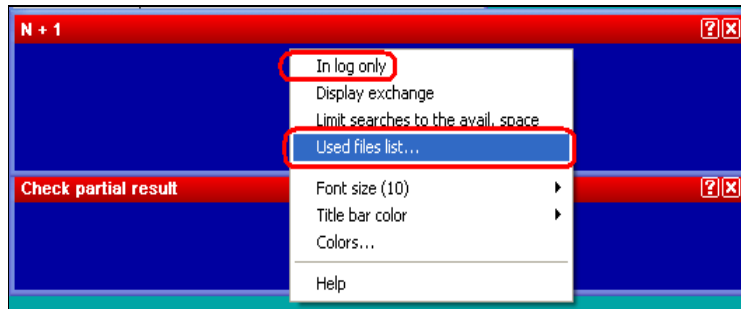 N + 1
In log only
Display exchange
Limit searches to the avail. space
Used files list...
Check partial result
Font size (10)
Title bar color
Colors...
Help